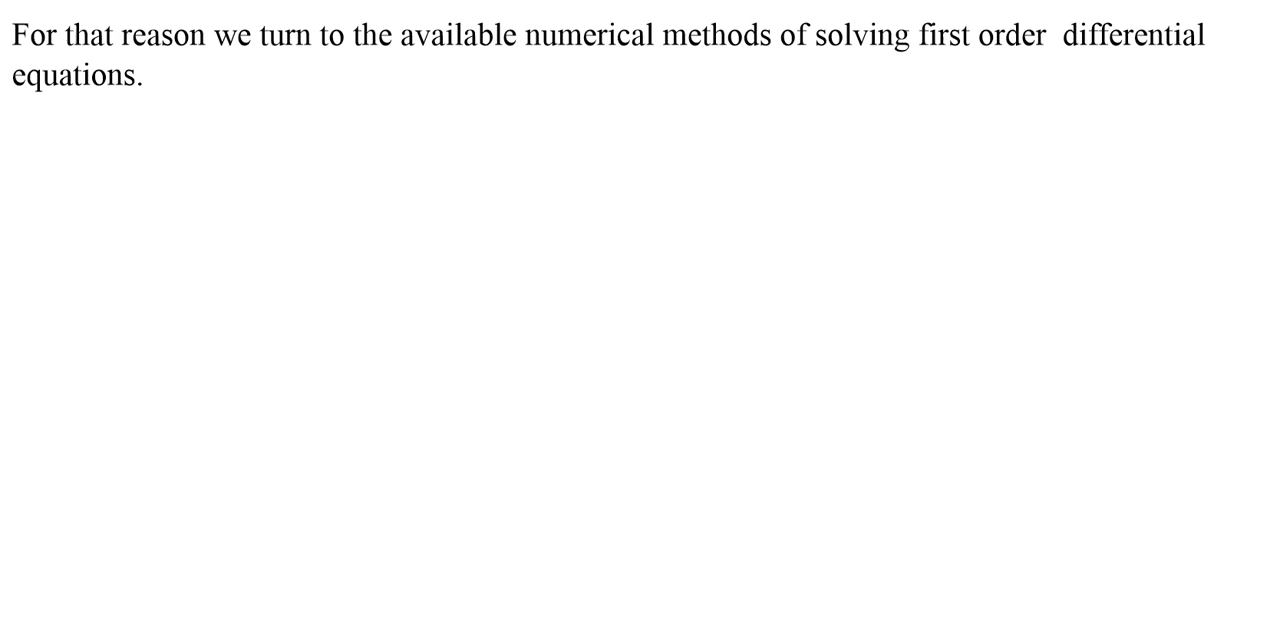 For that reason we turn to the available numerical methods of solving first order  differential
equations.